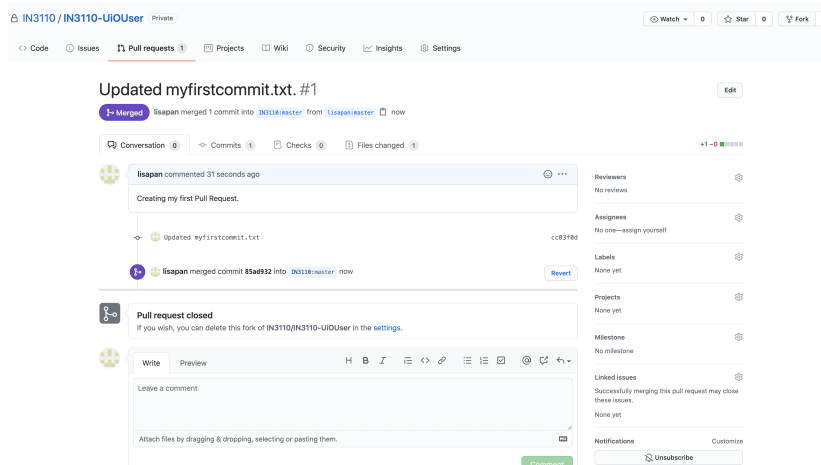 IN3110 / IN3110-UiOUser Private
Watch 0 Star 0 Fork
Code Issues Pull requests 1 Projects Wiki Security Insights Settings
Updated myfirstcommit.txt. #1
Edit
Merged lisapan merged 1 commit into IN3110:master from lisapan:master now
Conversation 0 Commits 1 Checks 0 Files changed 1 +1 −0
lisapan commented 31 seconds ago
Creating my first Pull Request.
Updated myfirstcommit.txt cc03f0d
lisapan merged commit 85ad932 into IN3110:master now Revert
Pull request closed
If you wish, you can delete this fork of IN3110/IN3110-UiOUser in the settings.
Write Preview
Leave a comment
Attach files by dragging & dropping, selecting or pasting them.
Comment
Reviewers
No reviews
Assignees
No one—assign yourself
Labels
None yet
Projects
None yet
Milestone
No milestone
Linked issues
Successfully merging this pull request may close
these issues.
None yet
Notifications Customize
Unsubscribe